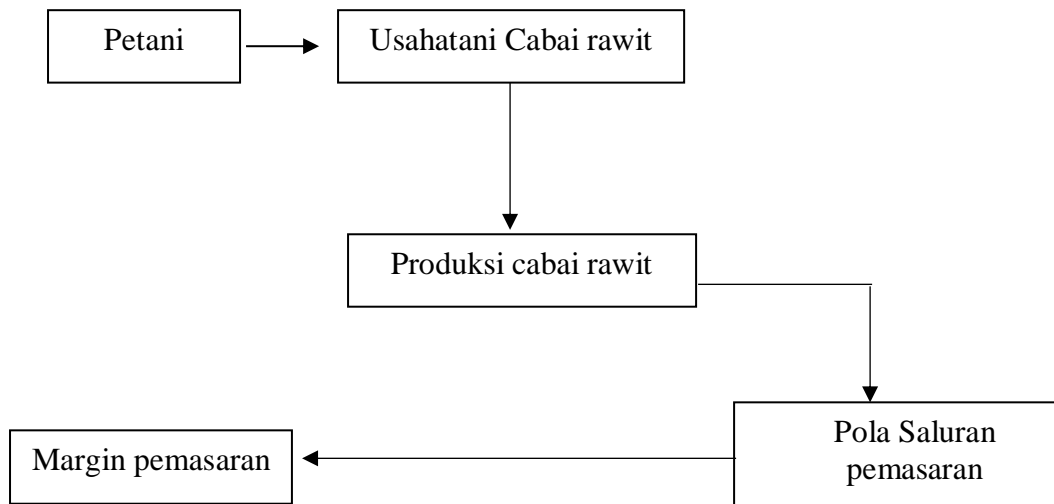 Petani
Usahatani Cabai rawit
Produksi cabai rawit
Pola Saluran
pemasaran
Margin pemasaran